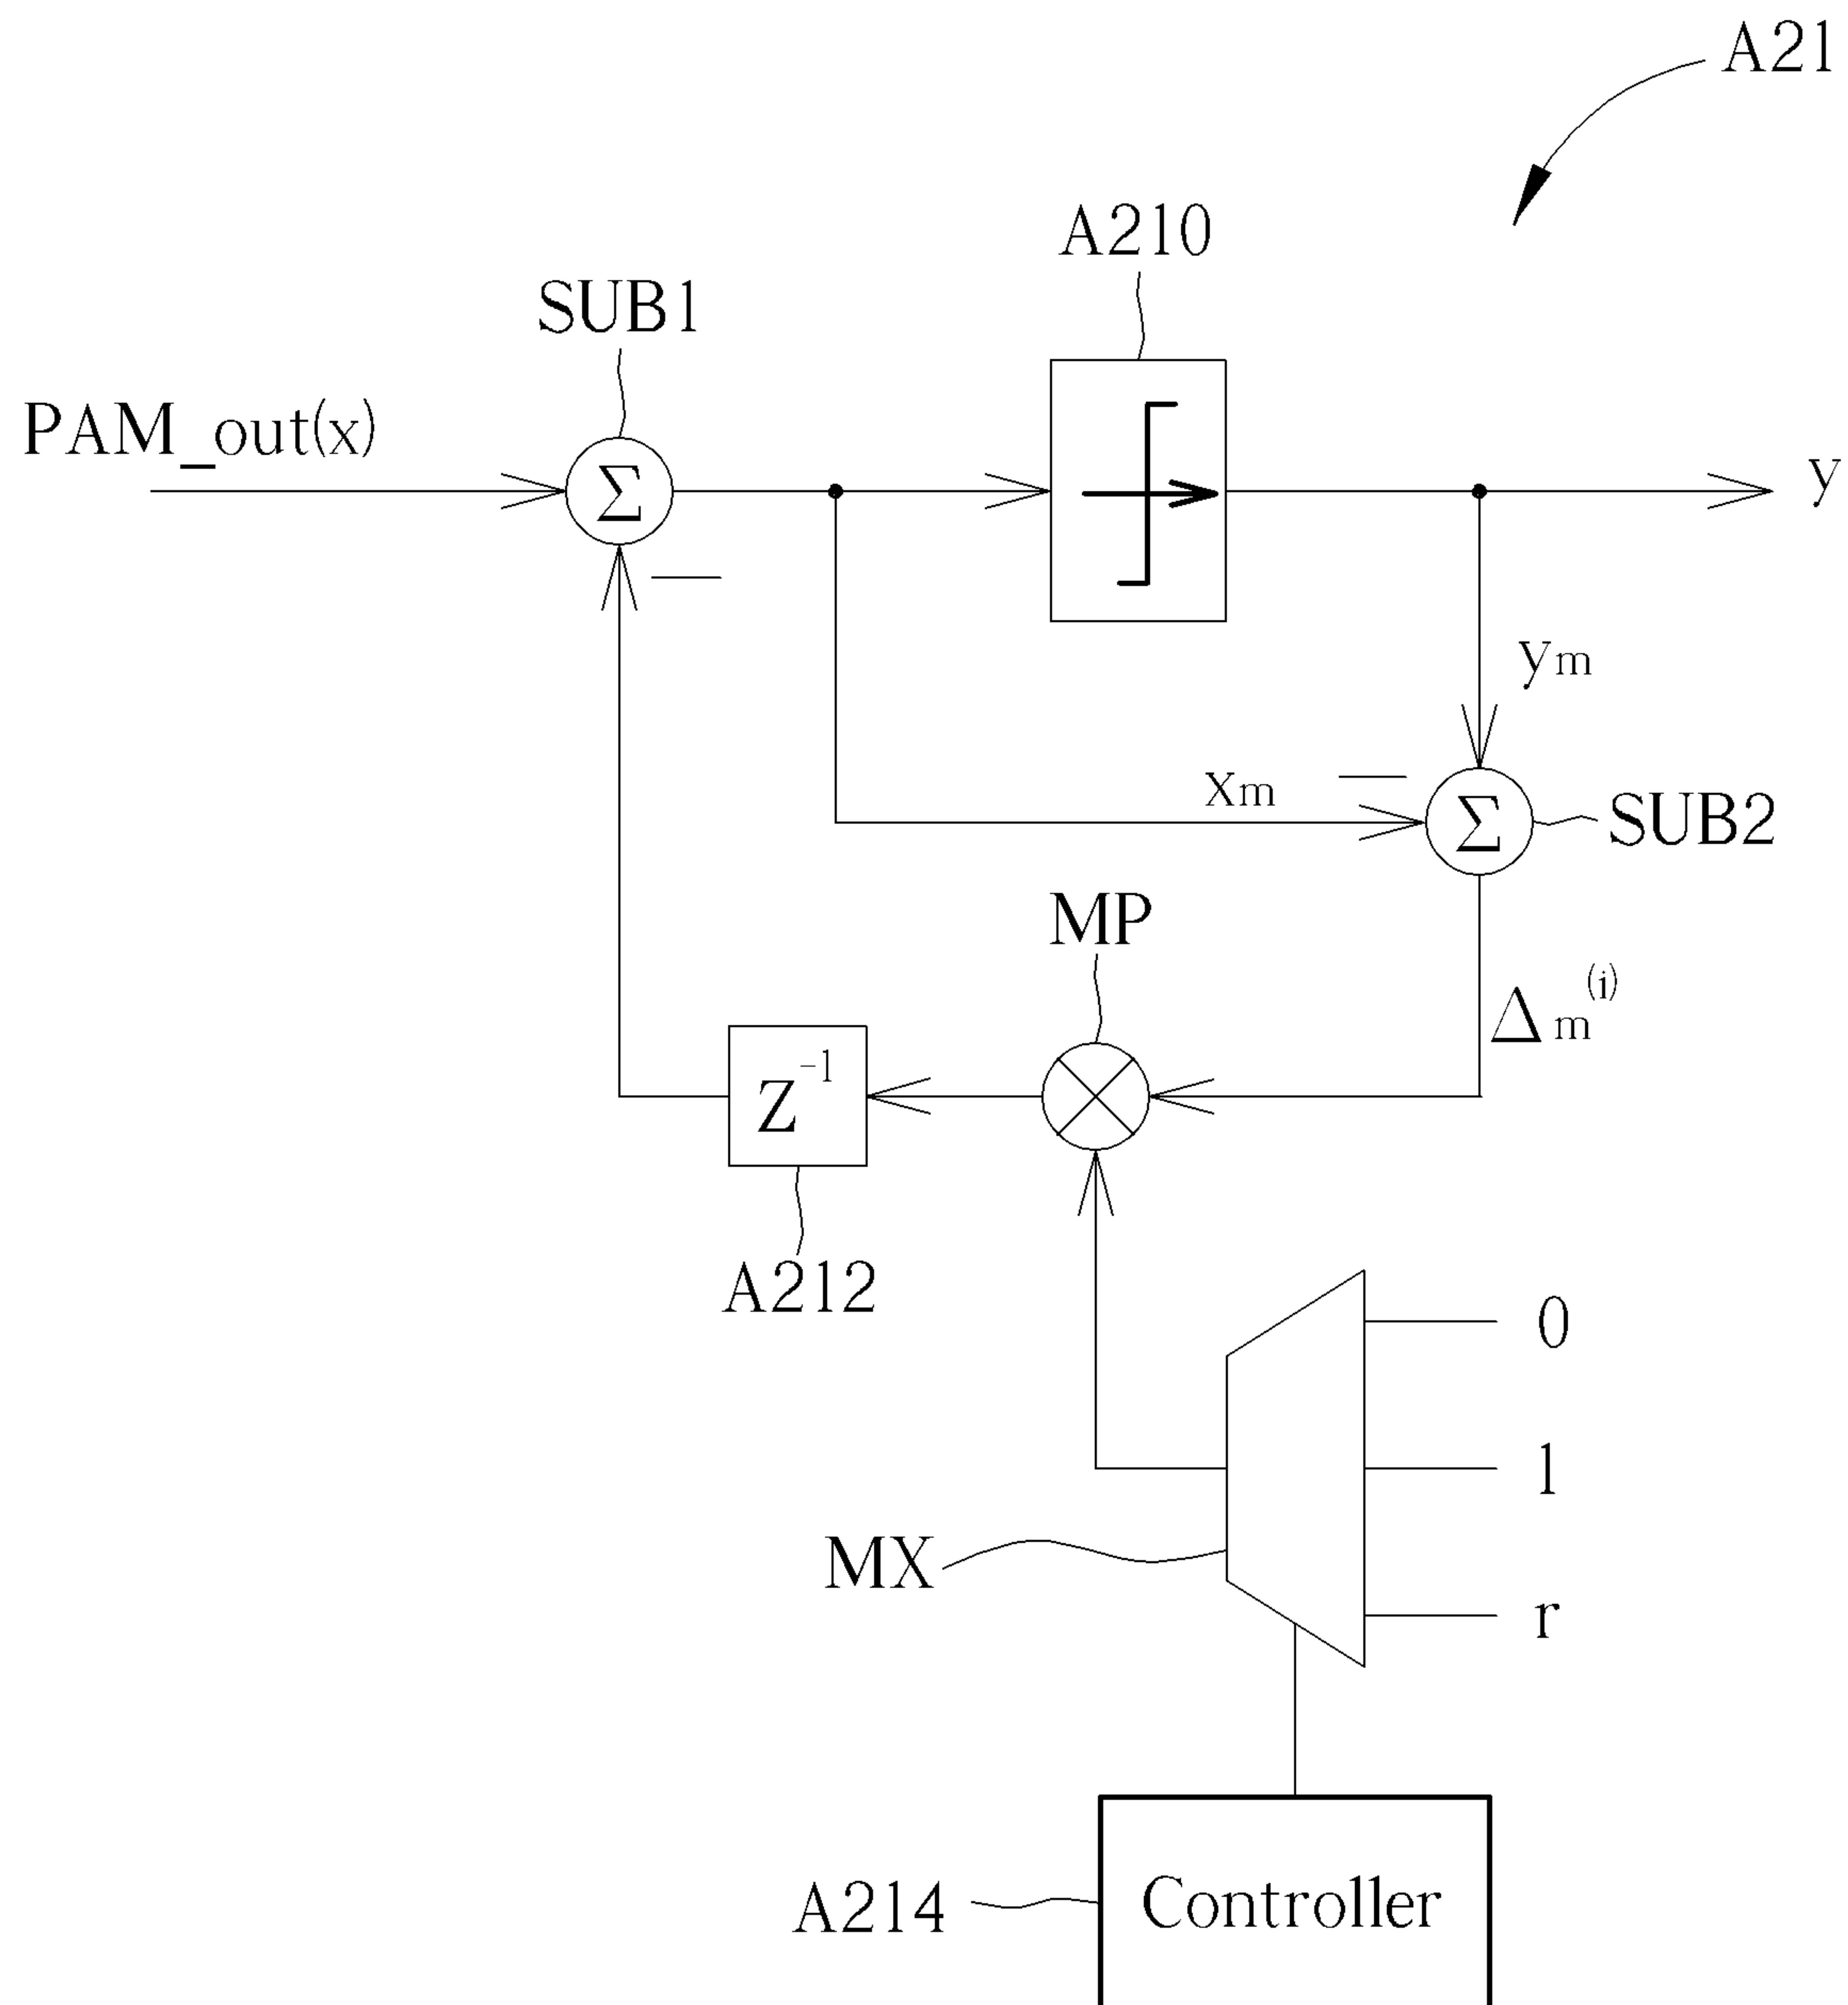 A21
A210
SUB1
PAM_out(x)
Σ
y
ym
xm
Σ
SUB2
MP
Δm(i)
Z-1
A212
0
1
MX
r
A214
Controller